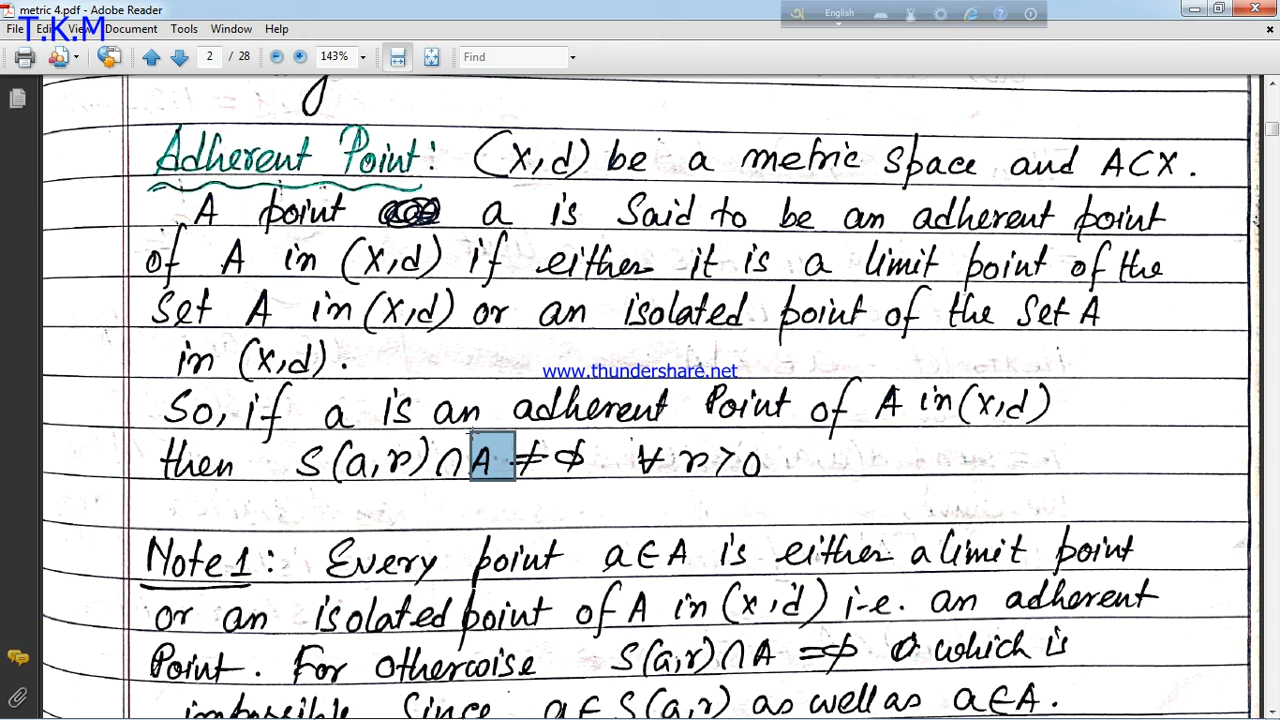 metric 4.pdf - Adobe Reader
English
File Document Tools Window Help
T.K.M
2 / 28 143% Find
Adherent Point: (X,d) be a metric space and A⊂X.
A point a is said to be an adherent point
of A in (X,d) if either it is a limit point of the
set A in (X,d) or an isolated point of the set A
in (X,d).
www.thundershare.net
So, if a is an adherent Point of A in (X,d)
then S(a,r)∩A ≠ ϕ ∀ r>0
Note 1: Every point a∈A is either a limit point
or an isolated point of A in (X,d) i.e. an adherent
Point. For otherwise S(a,r)∩A = ϕ which is
impossible Since a∈S(a,r) as well as a∈A.